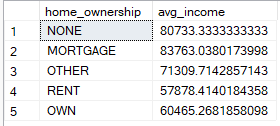 home_ownership avg_income
1 NONE 80733.3333333333
2 MORTGAGE 83763.0380173998
3 OTHER 71309.7142857143
4 RENT 57878.4140184358
5 OWN 60465.2681858098